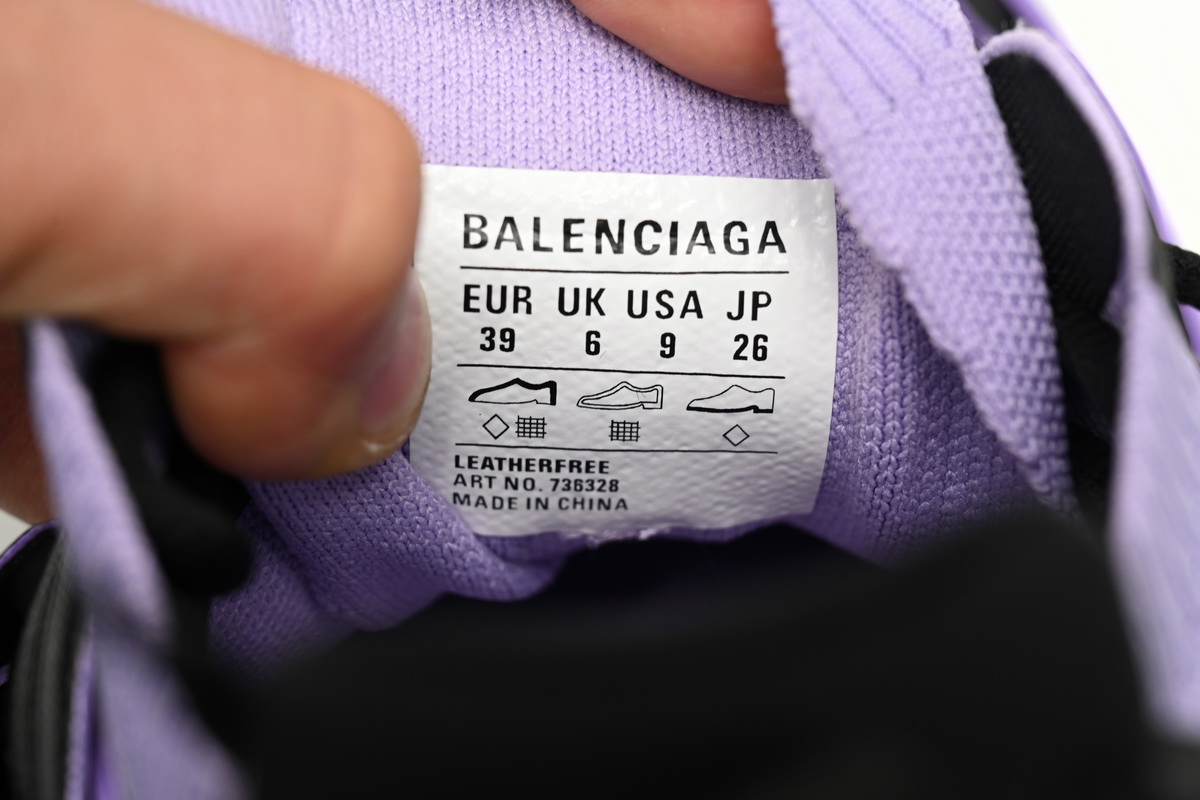 BALENCIAGA
EUR UK USA JP
39 6 9 26
LEATHERFREE
ART NO. 736328
MADE IN CHINA